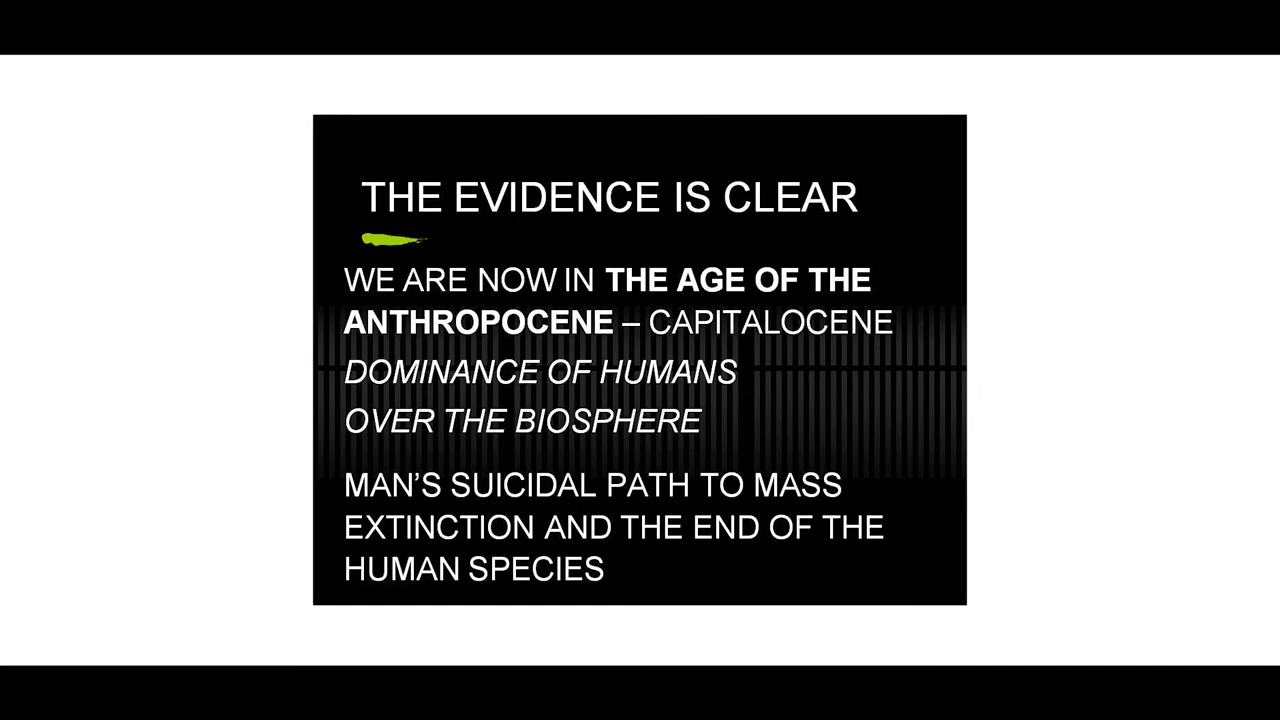 THE EVIDENCE IS CLEAR
WE ARE NOW IN THE AGE OF THE
ANTHROPOCENE – CAPITALOCENE
DOMINANCE OF HUMANS
OVER THE BIOSPHERE
MAN’S SUICIDAL PATH TO MASS
EXTINCTION AND THE END OF THE
HUMAN SPECIES